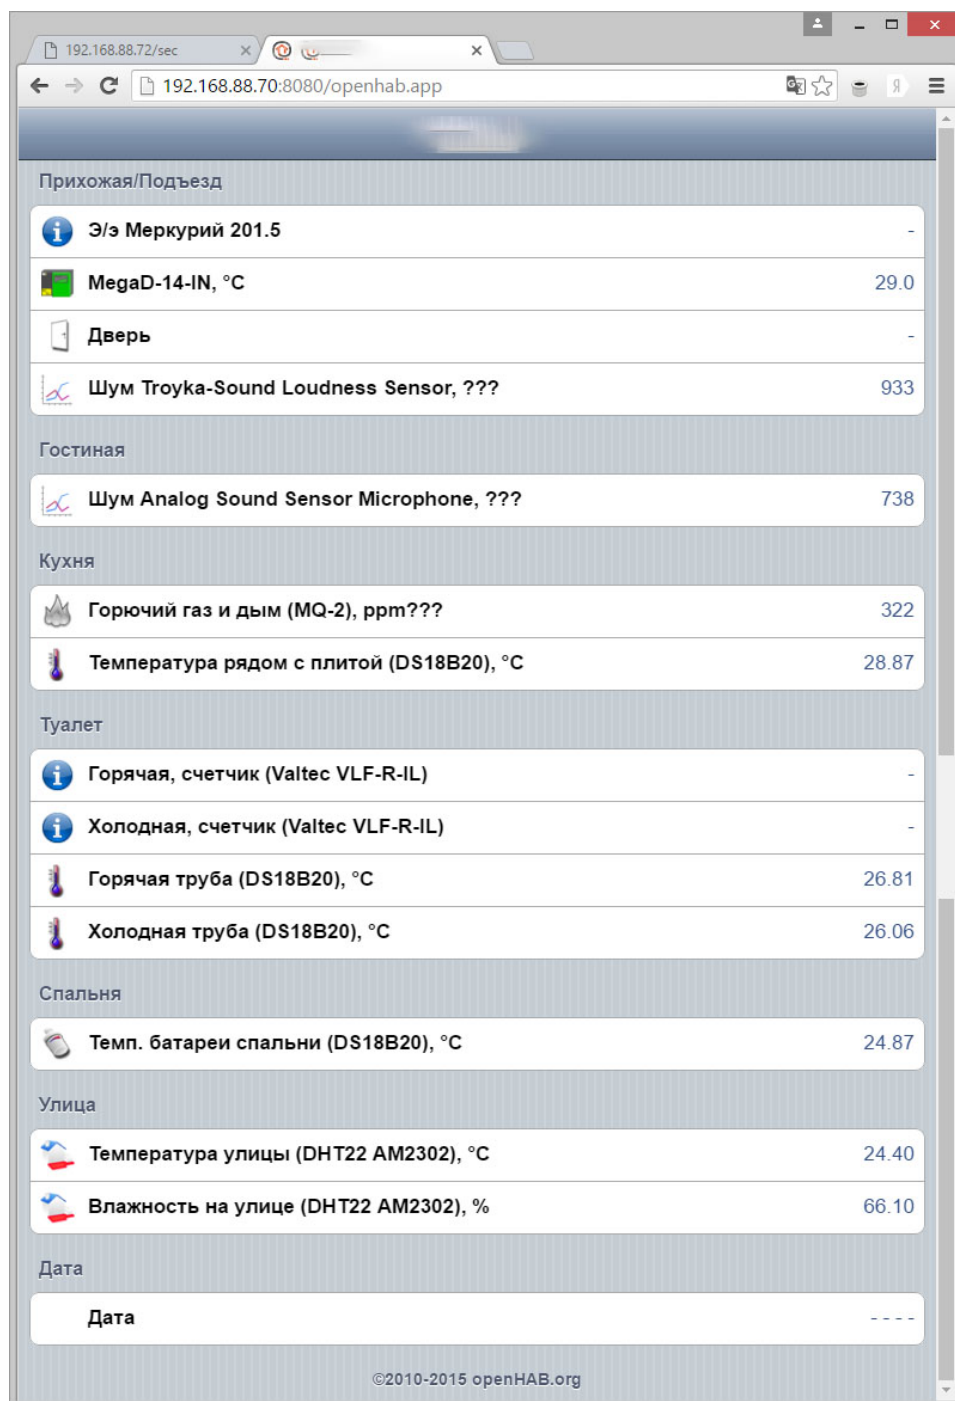 192.168.88.72/sec
192.168.88.70:8080/openhab.app
Прихожая/Подъезд
Э/э Меркурий 201.5 -
MegaD-14-IN, °C 29.0
Дверь -
Шум Troyka-Sound Loudness Sensor, ??? 933
Гостиная
Шум Analog Sound Sensor Microphone, ??? 738
Кухня
Горючий газ и дым (MQ-2), ppm??? 322
Температура рядом с плитой (DS18B20), °C 28.87
Туалет
Горячая, счетчик (Valtec VLF-R-IL) -
Холодная, счетчик (Valtec VLF-R-IL) -
Горячая труба (DS18B20), °C 26.81
Холодная труба (DS18B20), °C 26.06
Спальня
Темп. батареи спальни (DS18B20), °C 24.87
Улица
Температура улицы (DHT22 AM2302), °C 24.40
Влажность на улице (DHT22 AM2302), % 66.10
Дата
Дата - - - -
©2010-2015 openHAB.org